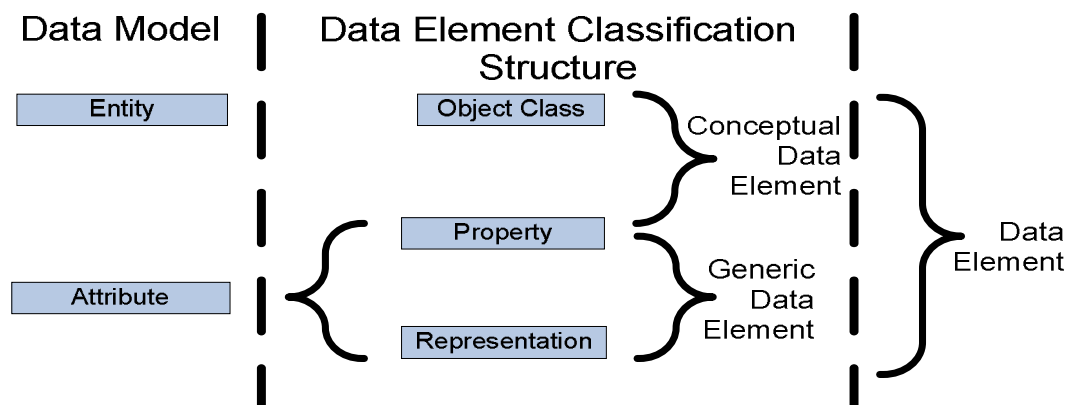 Data Model
Data Element Classification
Structure
Entity
Object Class
Conceptual
Data
Element
Property
Data
Element
Attribute
Generic
Data
Element
Representation